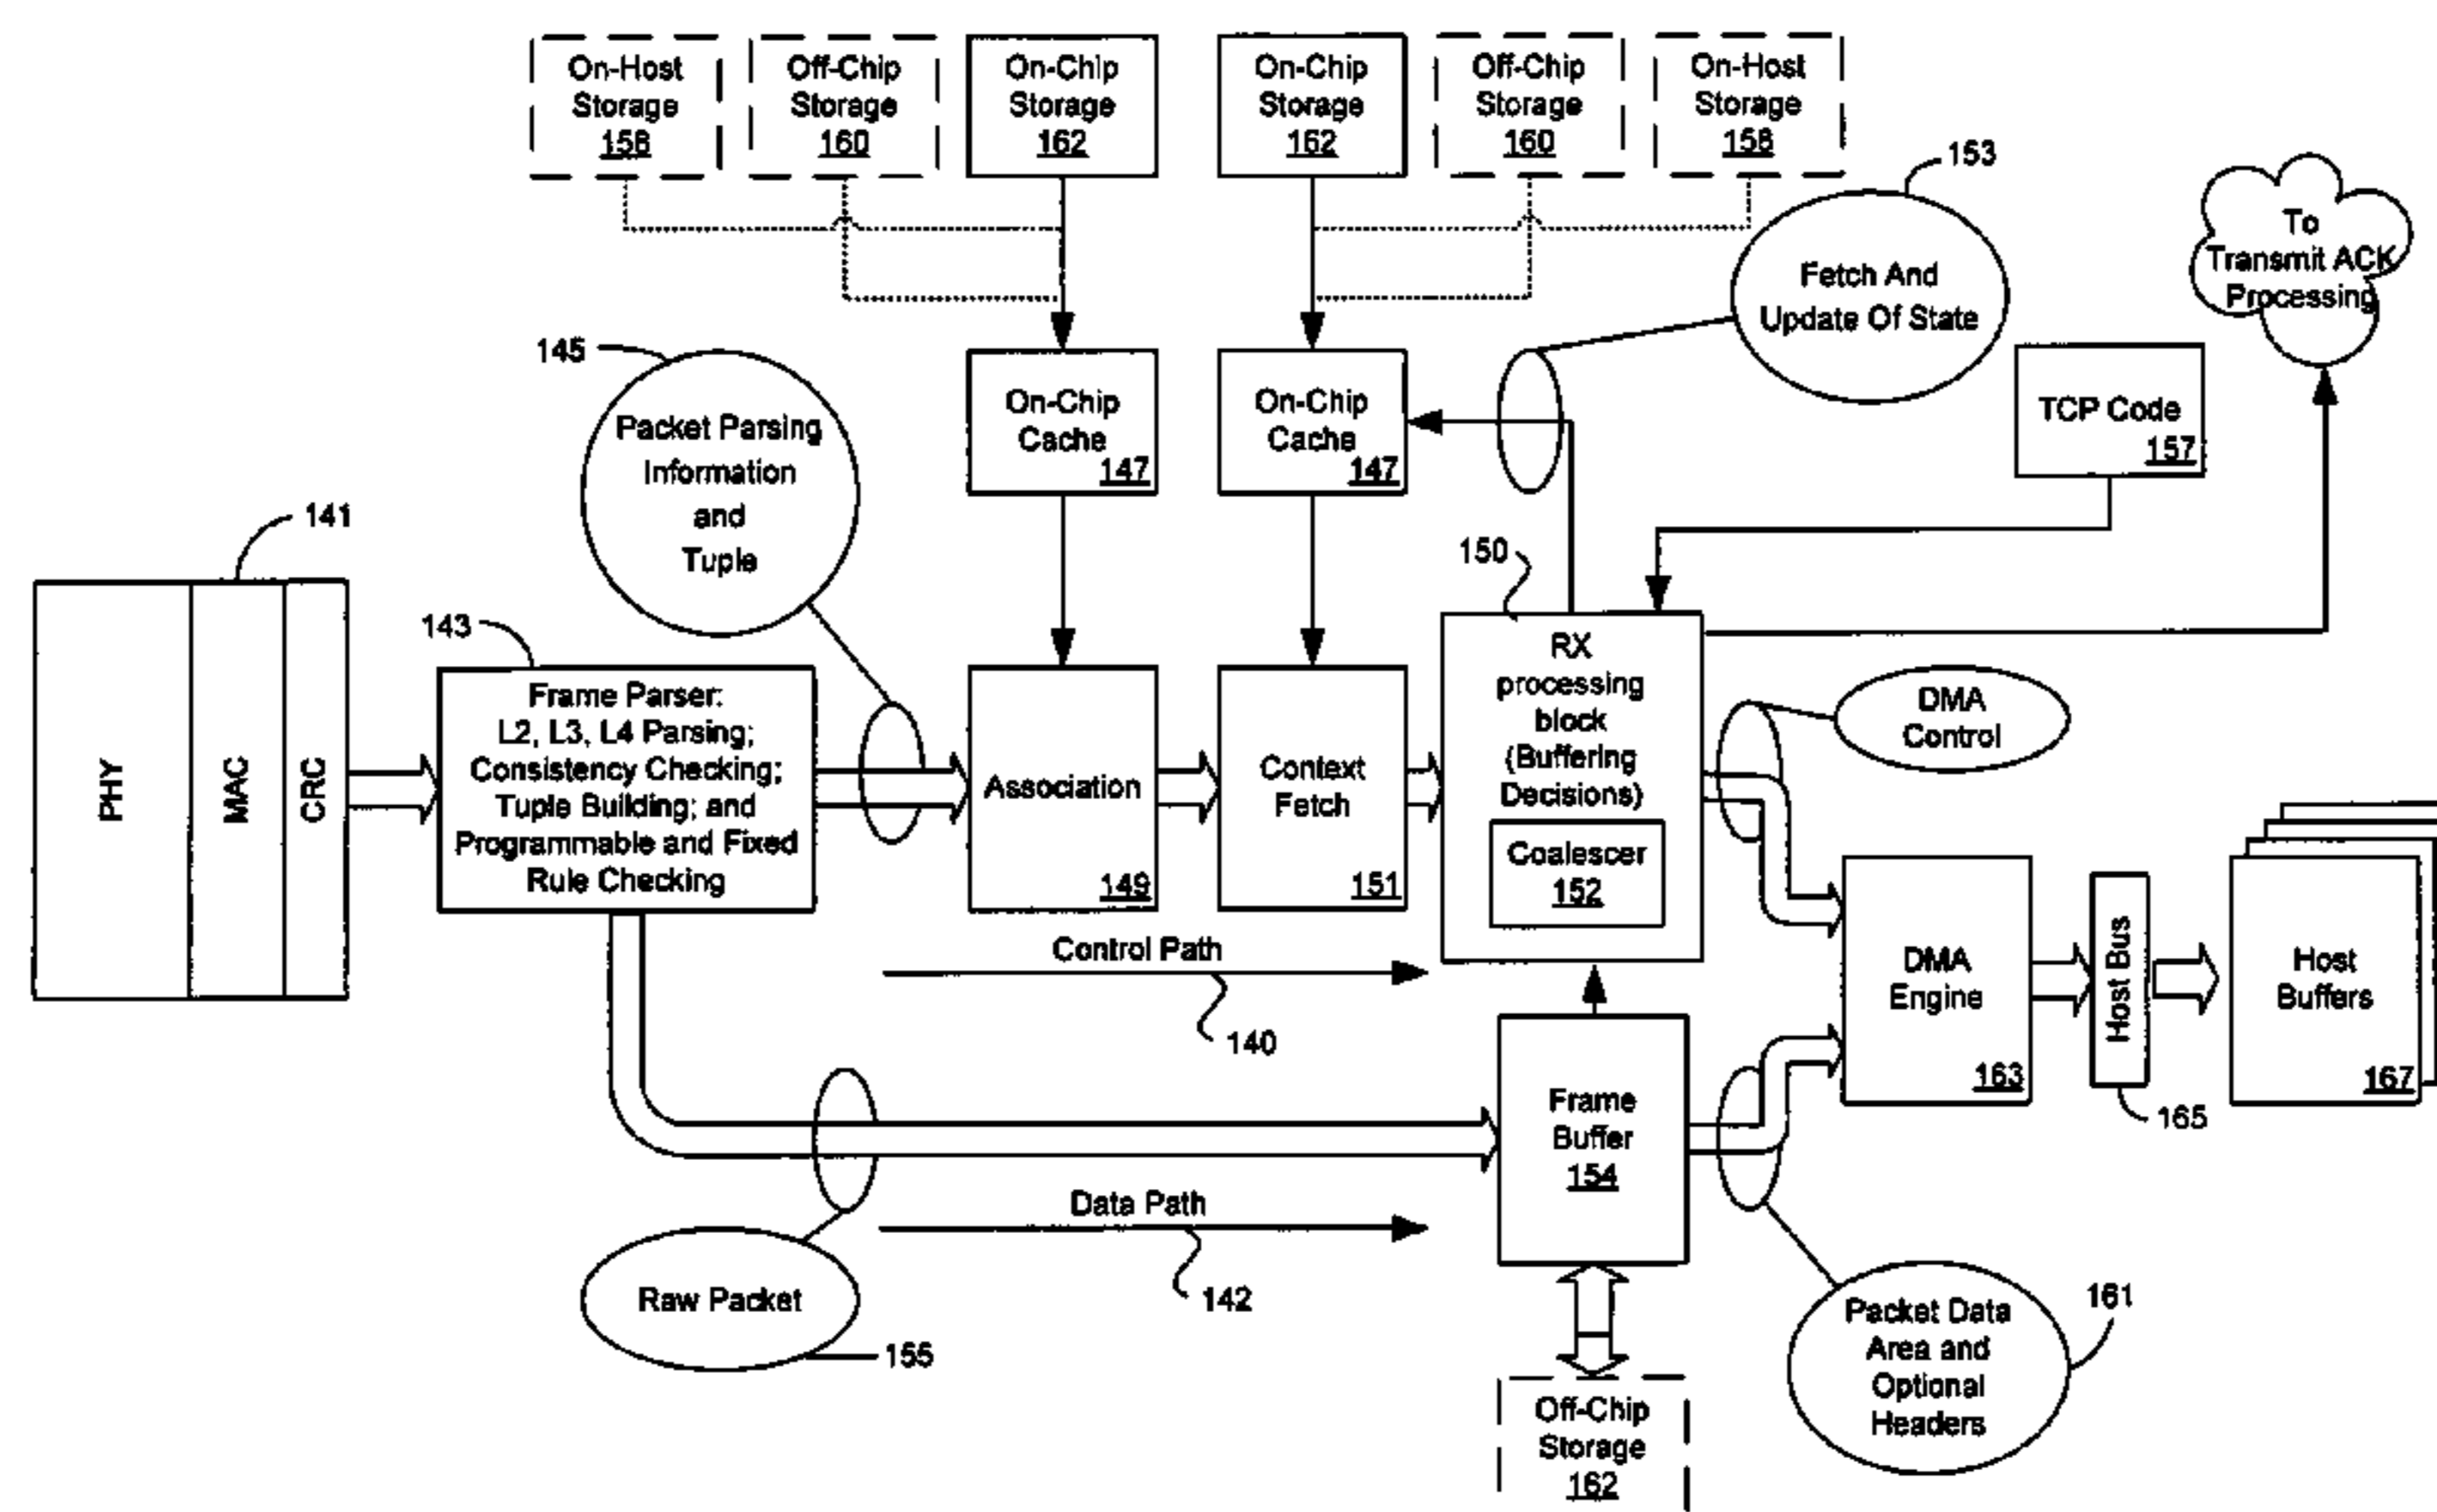 On-Host
Storage
158
Off-Chip
Storage
160
On-Chip
Storage
162
On-Chip
Storage
162
Off-Chip
Storage
160
On-Host
Storage
158
153
Fetch And
Update Of State
To
Transmit ACK
Processing
145
Packet Parsing
Information
and
Tuple
On-Chip
Cache
147
On-Chip
Cache
147
TCP Code
157
141
PHY
MAC
CRC
143
Frame Parser:
L2, L3, L4 Parsing;
Consistency Checking;
Tuple Building; and
Programmable and Fixed
Rule Checking
Association
149
Context
Fetch
151
150
RX
processing
block
(Buffering
Decisions)
Coalescer
152
DMA
Control
Control Path
140
DMA
Engine
163
Host Bus
165
Host
Buffers
167
Frame
Buffer
154
Data Path
142
Raw Packet
155
161
Packet Data
Area and
Optional
Headers
Off-Chip
Storage
162